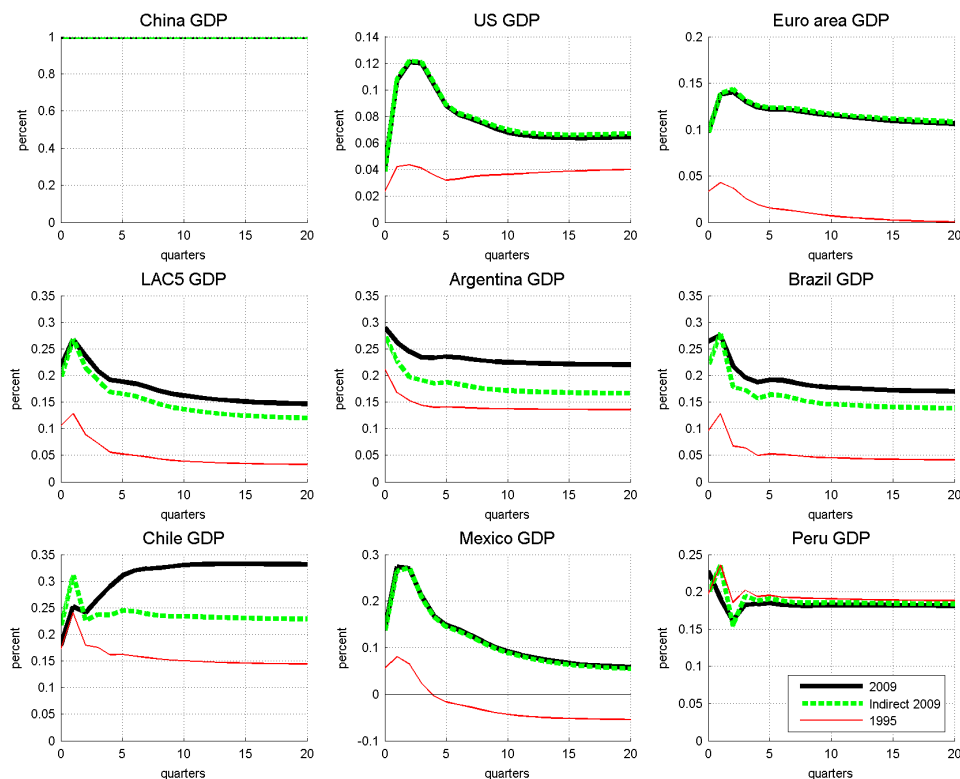 China GDP
1
0.8
0.6
0.4
0.2
0
percent
0 5 10 15 20
quarters
US GDP
0.14
0.12
0.1
0.08
0.06
0.04
0.02
0
percent
0 5 10 15 20
quarters
Euro area GDP
0.2
0.15
0.1
0.05
0
percent
0 5 10 15 20
quarters
LAC5 GDP
0.35
0.3
0.25
0.2
0.15
0.1
0.05
0
percent
0 5 10 15 20
quarters
Argentina GDP
0.35
0.3
0.25
0.2
0.15
0.1
0.05
0
percent
0 5 10 15 20
quarters
Brazil GDP
0.35
0.3
0.25
0.2
0.15
0.1
0.05
0
percent
0 5 10 15 20
quarters
Chile GDP
0.35
0.3
0.25
0.2
0.15
0.1
0.05
0
percent
0 5 10 15 20
quarters
Mexico GDP
0.3
0.2
0.1
0
-0.1
percent
0 5 10 15 20
quarters
Peru GDP
0.25
0.2
0.15
0.1
0.05
0
percent
2009
Indirect 2009
1995
0 5 10 15 20
quarters